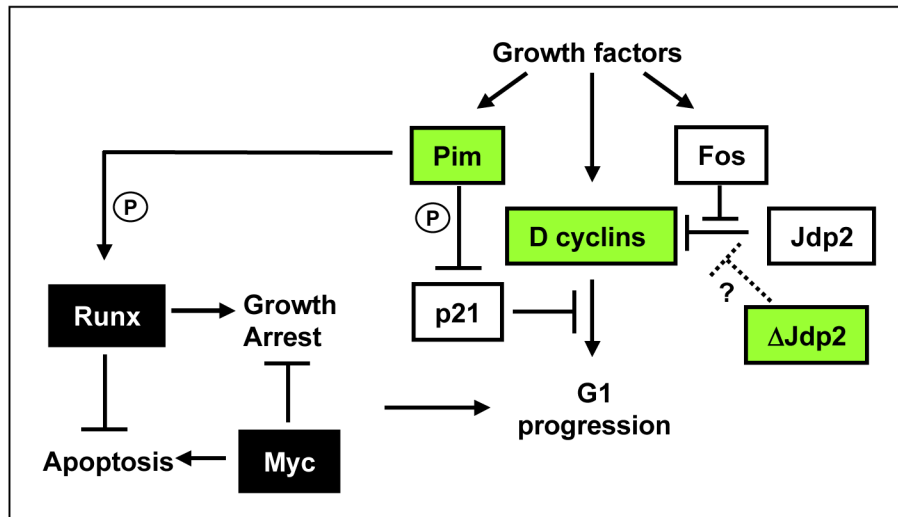 Growth factors
Pim
Fos
P
P
D cyclins
Jdp2
?
Runx
Growth
Arrest
p21
ΔJdp2
G1
progression
Apoptosis
Myc